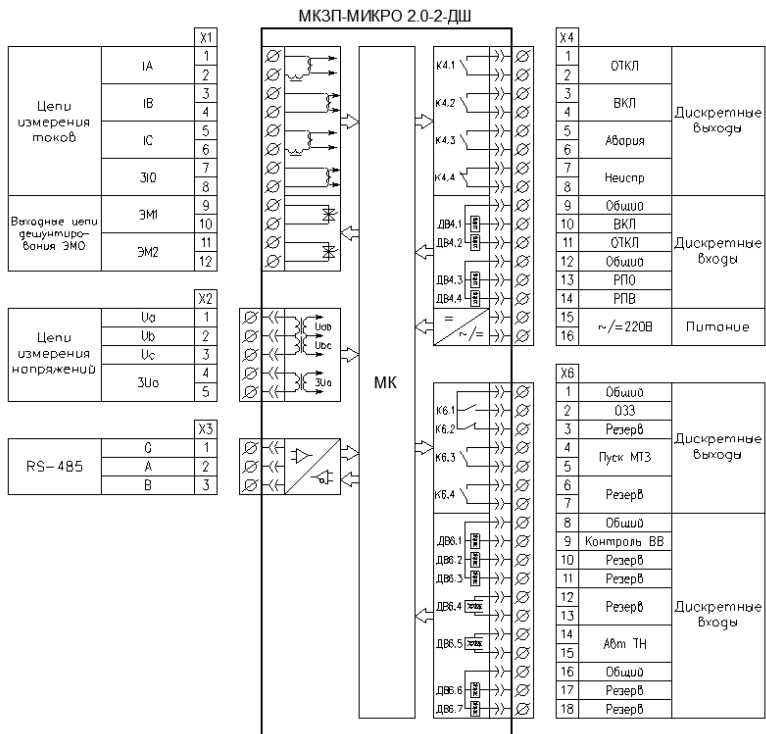 МКЗП-МИКРО 2.0-2-ДШ
X1
Цепи
измерения
токов
IA
1
2
IB
3
4
IC
5
6
3I0
7
8
Выходные цепи
дешунтиро-
вания ЭМО
ЭМ1
9
10
ЭМ2
11
12
X2
Цепи
измерения
напряжений
Ua
1
Ub
2
Uc
3
3Uo
4
5
Uab
Ubc
3Uo
X3
RS-485
G
1
A
2
B
3
МК
X4
К4.1
1
2
ОТКЛ
К4.2
3
4
ВКЛ
К4.3
5
6
Авария
К4.4
7
8
Неиспр
Дискретные
выходы
9
Общий
ДВ4.1
10
ВКЛ
ДВ4.2
11
ОТКЛ
12
Общий
ДВ4.3
13
РПО
ДВ4.4
14
РПВ
Дискретные
входы
=
~/=
15
16
~/=220В
Питание
X6
1
Общий
К6.1
2
ОЗЗ
К6.2
3
Резерв
К6.3
4
5
Пуск МТЗ
К6.4
6
7
Резерв
Дискретные
выходы
8
Общий
ДВ6.1
9
Контроль ВВ
ДВ6.2
10
Резерв
ДВ6.3
11
Резерв
ДВ6.4
12
13
Резерв
ДВ6.5
14
15
Авт ТН
16
Общий
ДВ6.6
17
Резерв
ДВ6.7
18
Резерв
Дискретные
входы